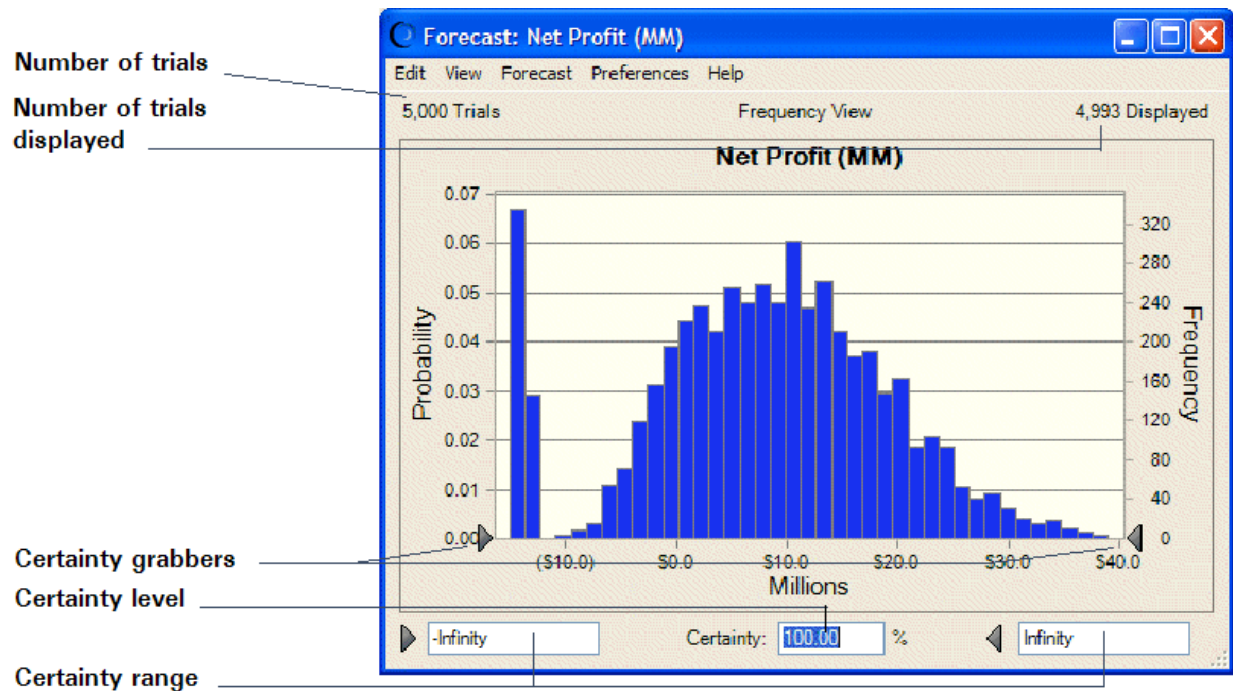 Forecast: Net Profit (MM)
Number of trials
Edit View Forecast Preferences Help
Number of trials
displayed
5,000 Trials Frequency View 4,993 Displayed
Net Profit (MM)
0.07
0.06
0.05
0.04
0.03
0.02
0.01
0.00
Probability
320
280
240
200
160
120
80
40
0
Frequency
($10.0) $0.0 $10.0 $20.0 $30.0 $40.0
Millions
Certainty grabbers
Certainty level
-Infinity Certainty: 100.00 % Infinity
Certainty range